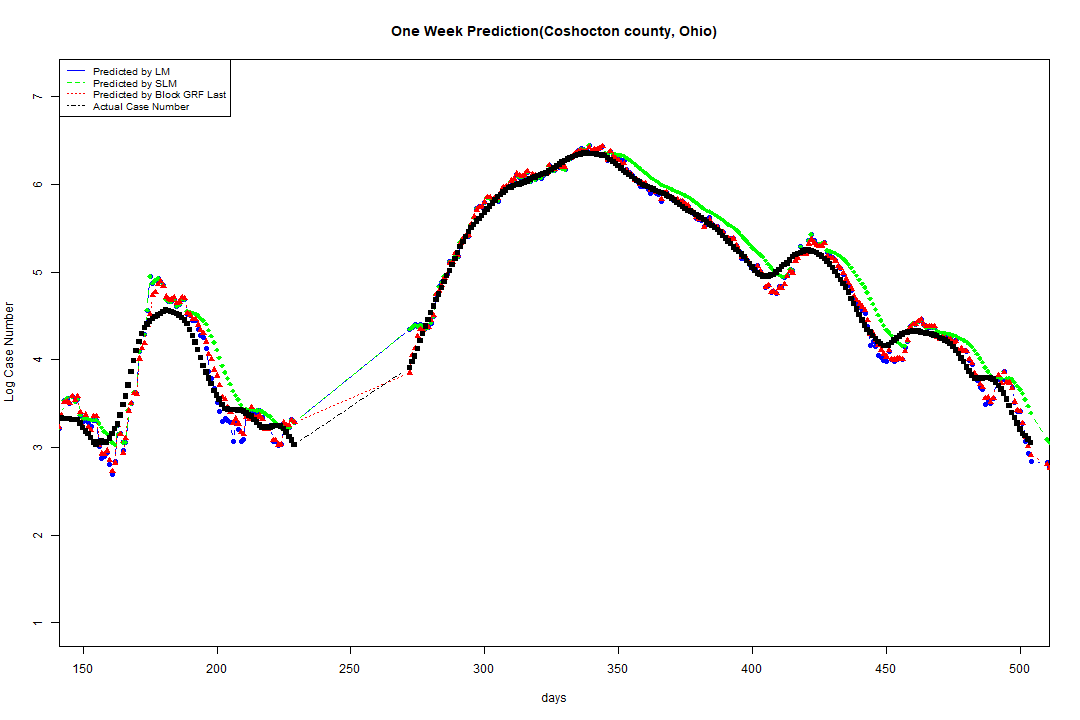 One Week Prediction(Coshocton county, Ohio)
Predicted by LM
Predicted by SLM
Predicted by Block GRF Last
Actual Case Number
7
6
5
4
3
2
1
Log Case Number
150 200 250 300 350 400 450 500
days